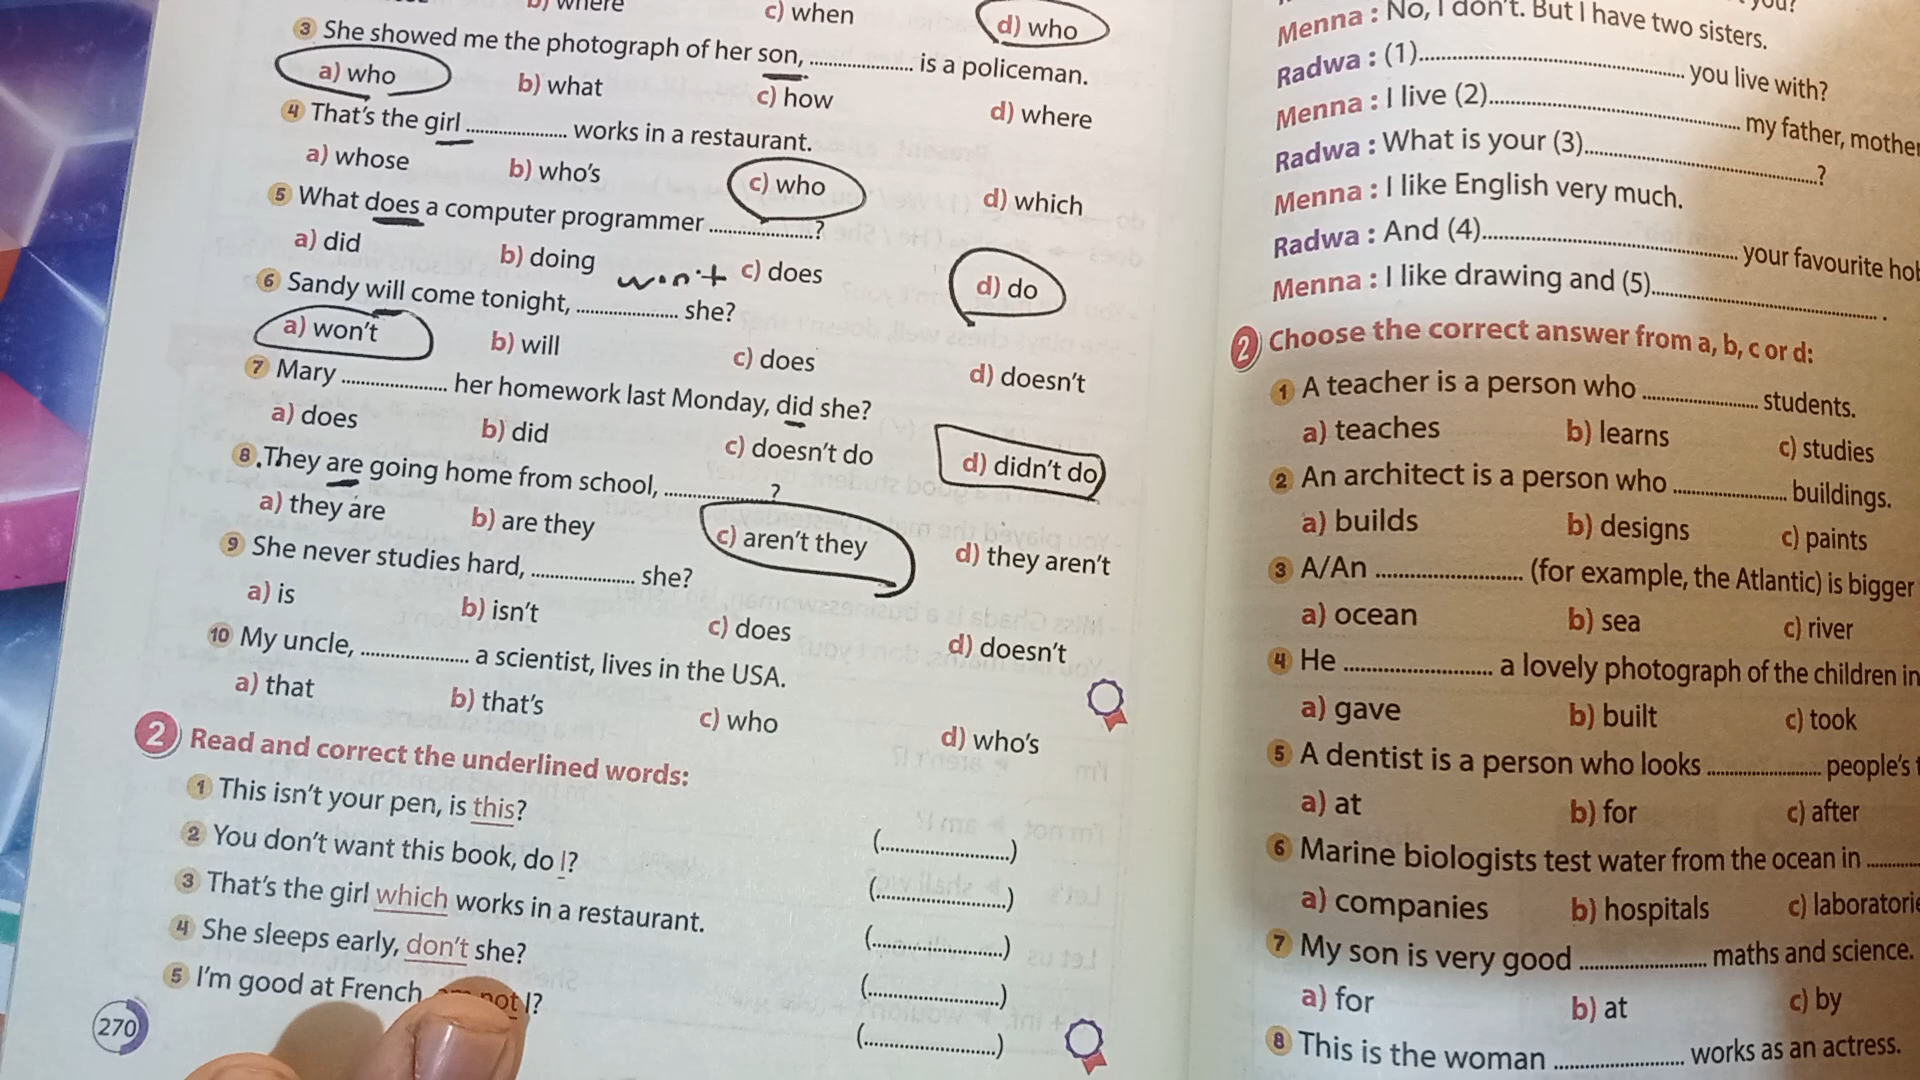 b) where c) when d) who
3 She showed me the photograph of her son, .................... is a policeman.
a) who b) what c) how d) where
4 That's the girl .................... works in a restaurant.
a) whose b) who's c) who d) which
5 What does a computer programmer ....................?
a) did b) doing c) does d) do
won't
6 Sandy will come tonight, .................... she?
a) won't b) will c) does d) doesn't
7 Mary .................... her homework last Monday, did she?
a) does b) did c) doesn't do d) didn't do
8 .They are going home from school, ....................?
a) they are b) are they c) aren't they d) they aren't
9 She never studies hard, .................... she?
a) is b) isn't c) does d) doesn't
10 My uncle, .................... a scientist, lives in the USA.
a) that b) that's c) who d) who's
2 Read and correct the underlined words:
1 This isn't your pen, is this? (..........................)
2 You don't want this book, do I? (..........................)
3 That's the girl which works in a restaurant. (..........................)
4 She sleeps early, don't she? (..........................)
5 I'm good at French, not I? (..........................)
270
you?
Menna : No, I don't. But I have two sisters.
Radwa : (1).................... you live with?
Menna : I live (2).................... my father, mother
Radwa : What is your (3)....................?
Menna : I like English very much.
Radwa : And (4).................... your favourite
Menna : I like drawing and (5).................... .
2 Choose the correct answer from a, b, c or d:
1 A teacher is a person who .................... students.
a) teaches b) learns c) studies
2 An architect is a person who .................... buildings.
a) builds b) designs c) paints
3 A/An .................... (for example, the Atlantic) is bigger
a) ocean b) sea c) river
4 He .................... a lovely photograph of the children in
a) gave b) built c) took
5 A dentist is a person who looks .................... people's
a) at b) for c) after
6 Marine biologists test water from the ocean in ..........
a) companies b) hospitals c) laboratorie
7 My son is very good .................... maths and science.
a) for b) at c) by
8 This is the woman .................... works as an actress.